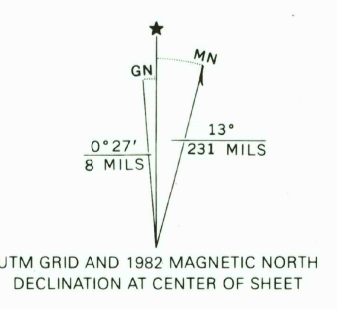 ★
GN
MN
0°27'
8 MILS
13°
231 MILS
UTM GRID AND 1982 MAGNETIC NORTH
DECLINATION AT CENTER OF SHEET